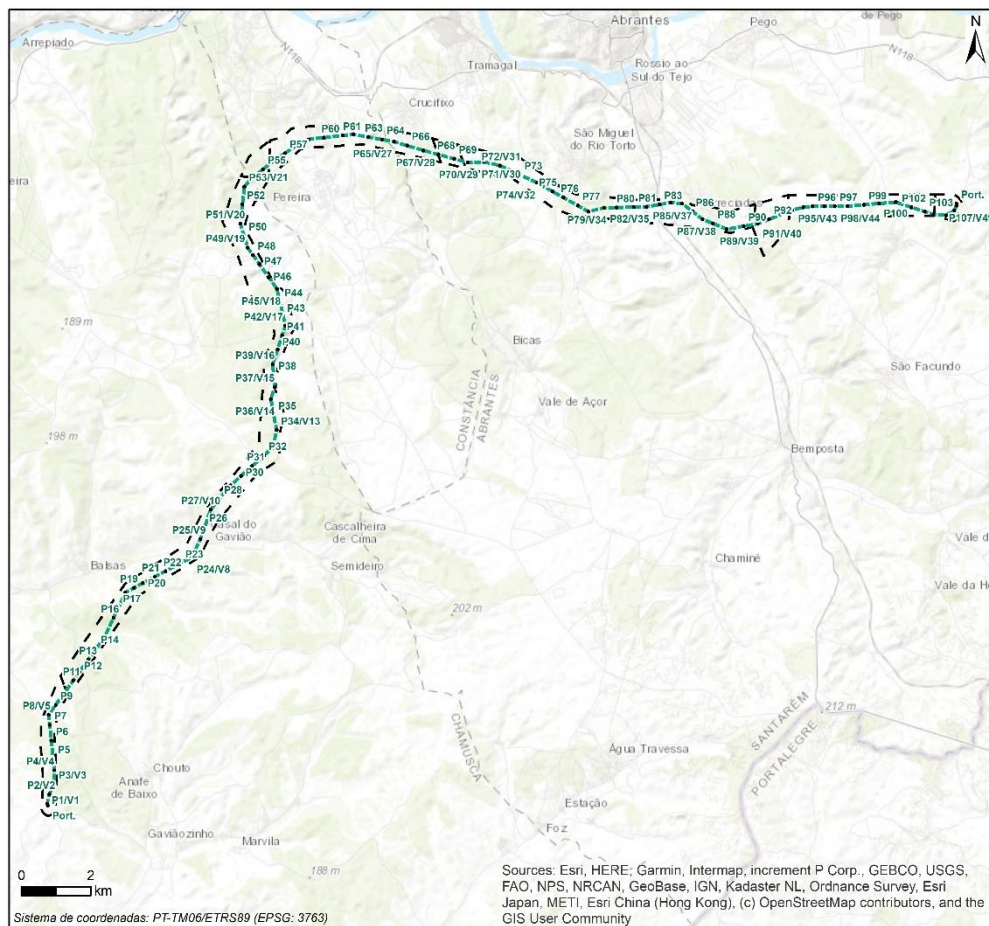 Arrepiado
Abrantes
Pego
de Pego
N
N118
N118
Tramagal
Rossio ao
Sul do Tejo
Crucifixo
São Miguel
do Rio Torto
P60
P61
P63
P64
P66
P68
P69
P57
P65/V27
P67/V28
P70/V29
P72/V31
P71/V30
P73
P55
P53/V21
P52
Pereira
P74/V32
P75
P76
P77
P79/V34
P80
P81
P82/V35
P83
P85/V37
P86
P87/V38
P88
P89/V39
P90
P91/V40
P92
P95/V43
P96
P97
P98/V44
P99
P100
P102
P103
Port.
P51/V20
P50
P49/V19
P48
P47
P46
P45/V18
P44
P43
P42/V17
P41
P40
P39/V16
P38
P37/V15
P36/V14
P35
P34/V13
P32
P31
P30
P28
P27/V10
P26
P25/V9
P23
P24/V8
P22
P21
P20
P19
P17
P16
P14
P13
P12
P11
P9
P8/V5
P7
P6
P5
P4/V4
P3/V3
P2/V2
P1/V1
Port.
189 m
198 m
Bicas
São Facundo
CONSTÂNCIA
ABRANTES
Vale de Açor
Bemposta
Gavião
Cascalheira
de Cima
Balsas
Semideiro
Chaminé
Vale d
202 m
CHAMUSCA
SANTARÉM
PORTALEGRE
212 m
Água Travessa
Chouto
Anafe
de Baixo
Estação
Gaviãozinho
Marvila
Foz
188 m
0 2
km
Sources: Esri, HERE, Garmin, Intermap, increment P Corp., GEBCO, USGS,
FAO, NPS, NRCAN, GeoBase, IGN, Kadaster NL, Ordnance Survey, Esri
Japan, METI, Esri China (Hong Kong), (c) OpenStreetMap contributors, and the
GIS User Community
Sistema de coordenadas: PT-TM06/ETRS89 (EPSG: 3763)